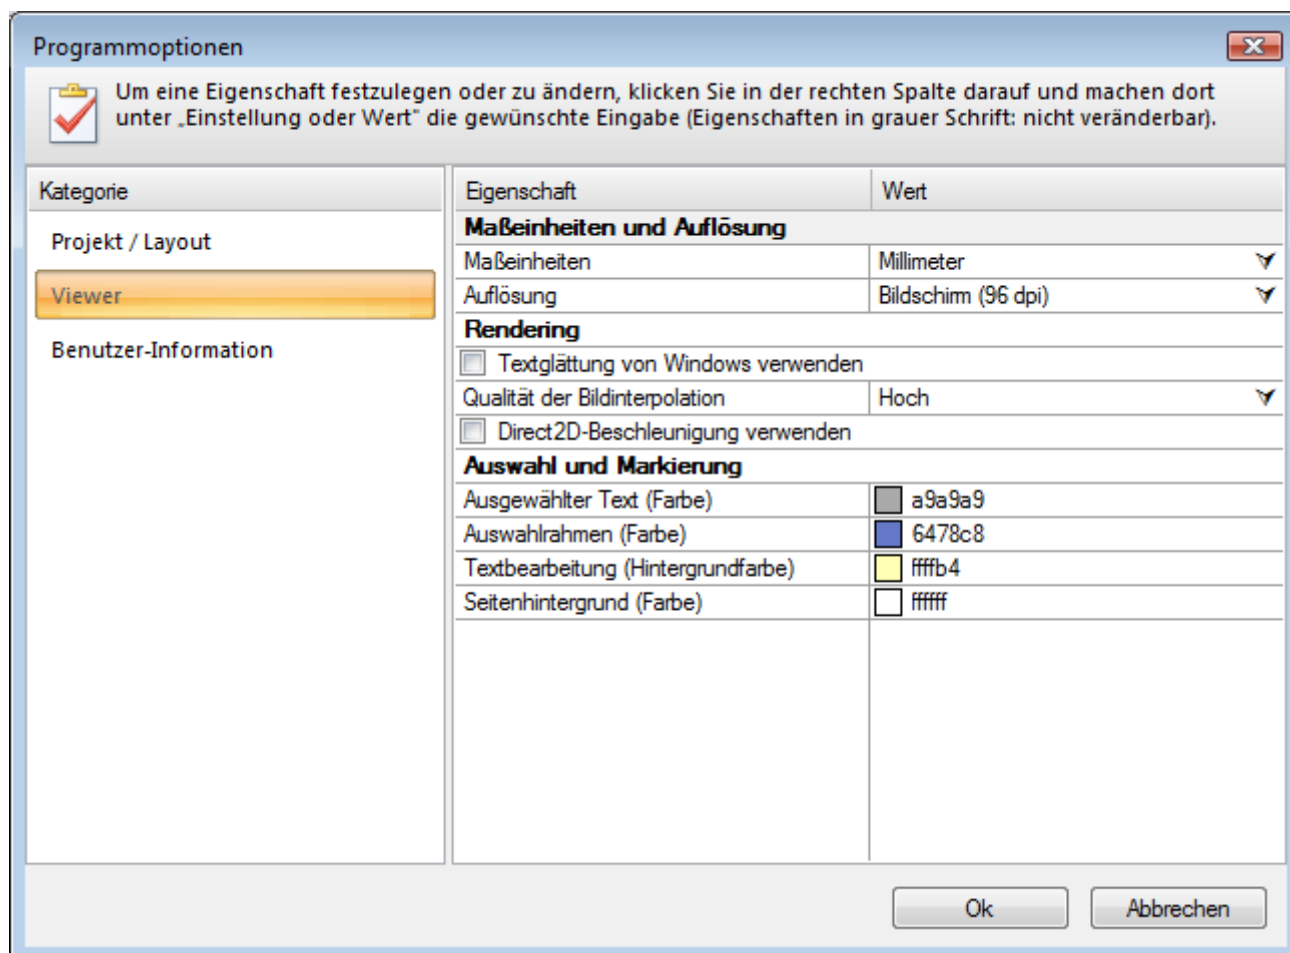 Programmoptionen
Um eine Eigenschaft festzulegen oder zu ändern, klicken Sie in der rechten Spalte darauf und machen dort
unter „Einstellung oder Wert" die gewünschte Eingabe (Eigenschaften in grauer Schrift: nicht veränderbar).
Kategorie
Projekt / Layout
Viewer
Benutzer-Information
Eigenschaft Wert
Maßeinheiten und Auflösung
Maßeinheiten Millimeter
Auflösung Bildschirm (96 dpi)
Rendering
Textglättung von Windows verwenden
Qualität der Bildinterpolation Hoch
Direct2D-Beschleunigung verwenden
Auswahl und Markierung
Ausgewählter Text (Farbe) a9a9a9
Auswahlrahmen (Farbe) 6478c8
Textbearbeitung (Hintergrundfarbe) ffffb4
Seitenhintergrund (Farbe) ffffff
Ok Abbrechen